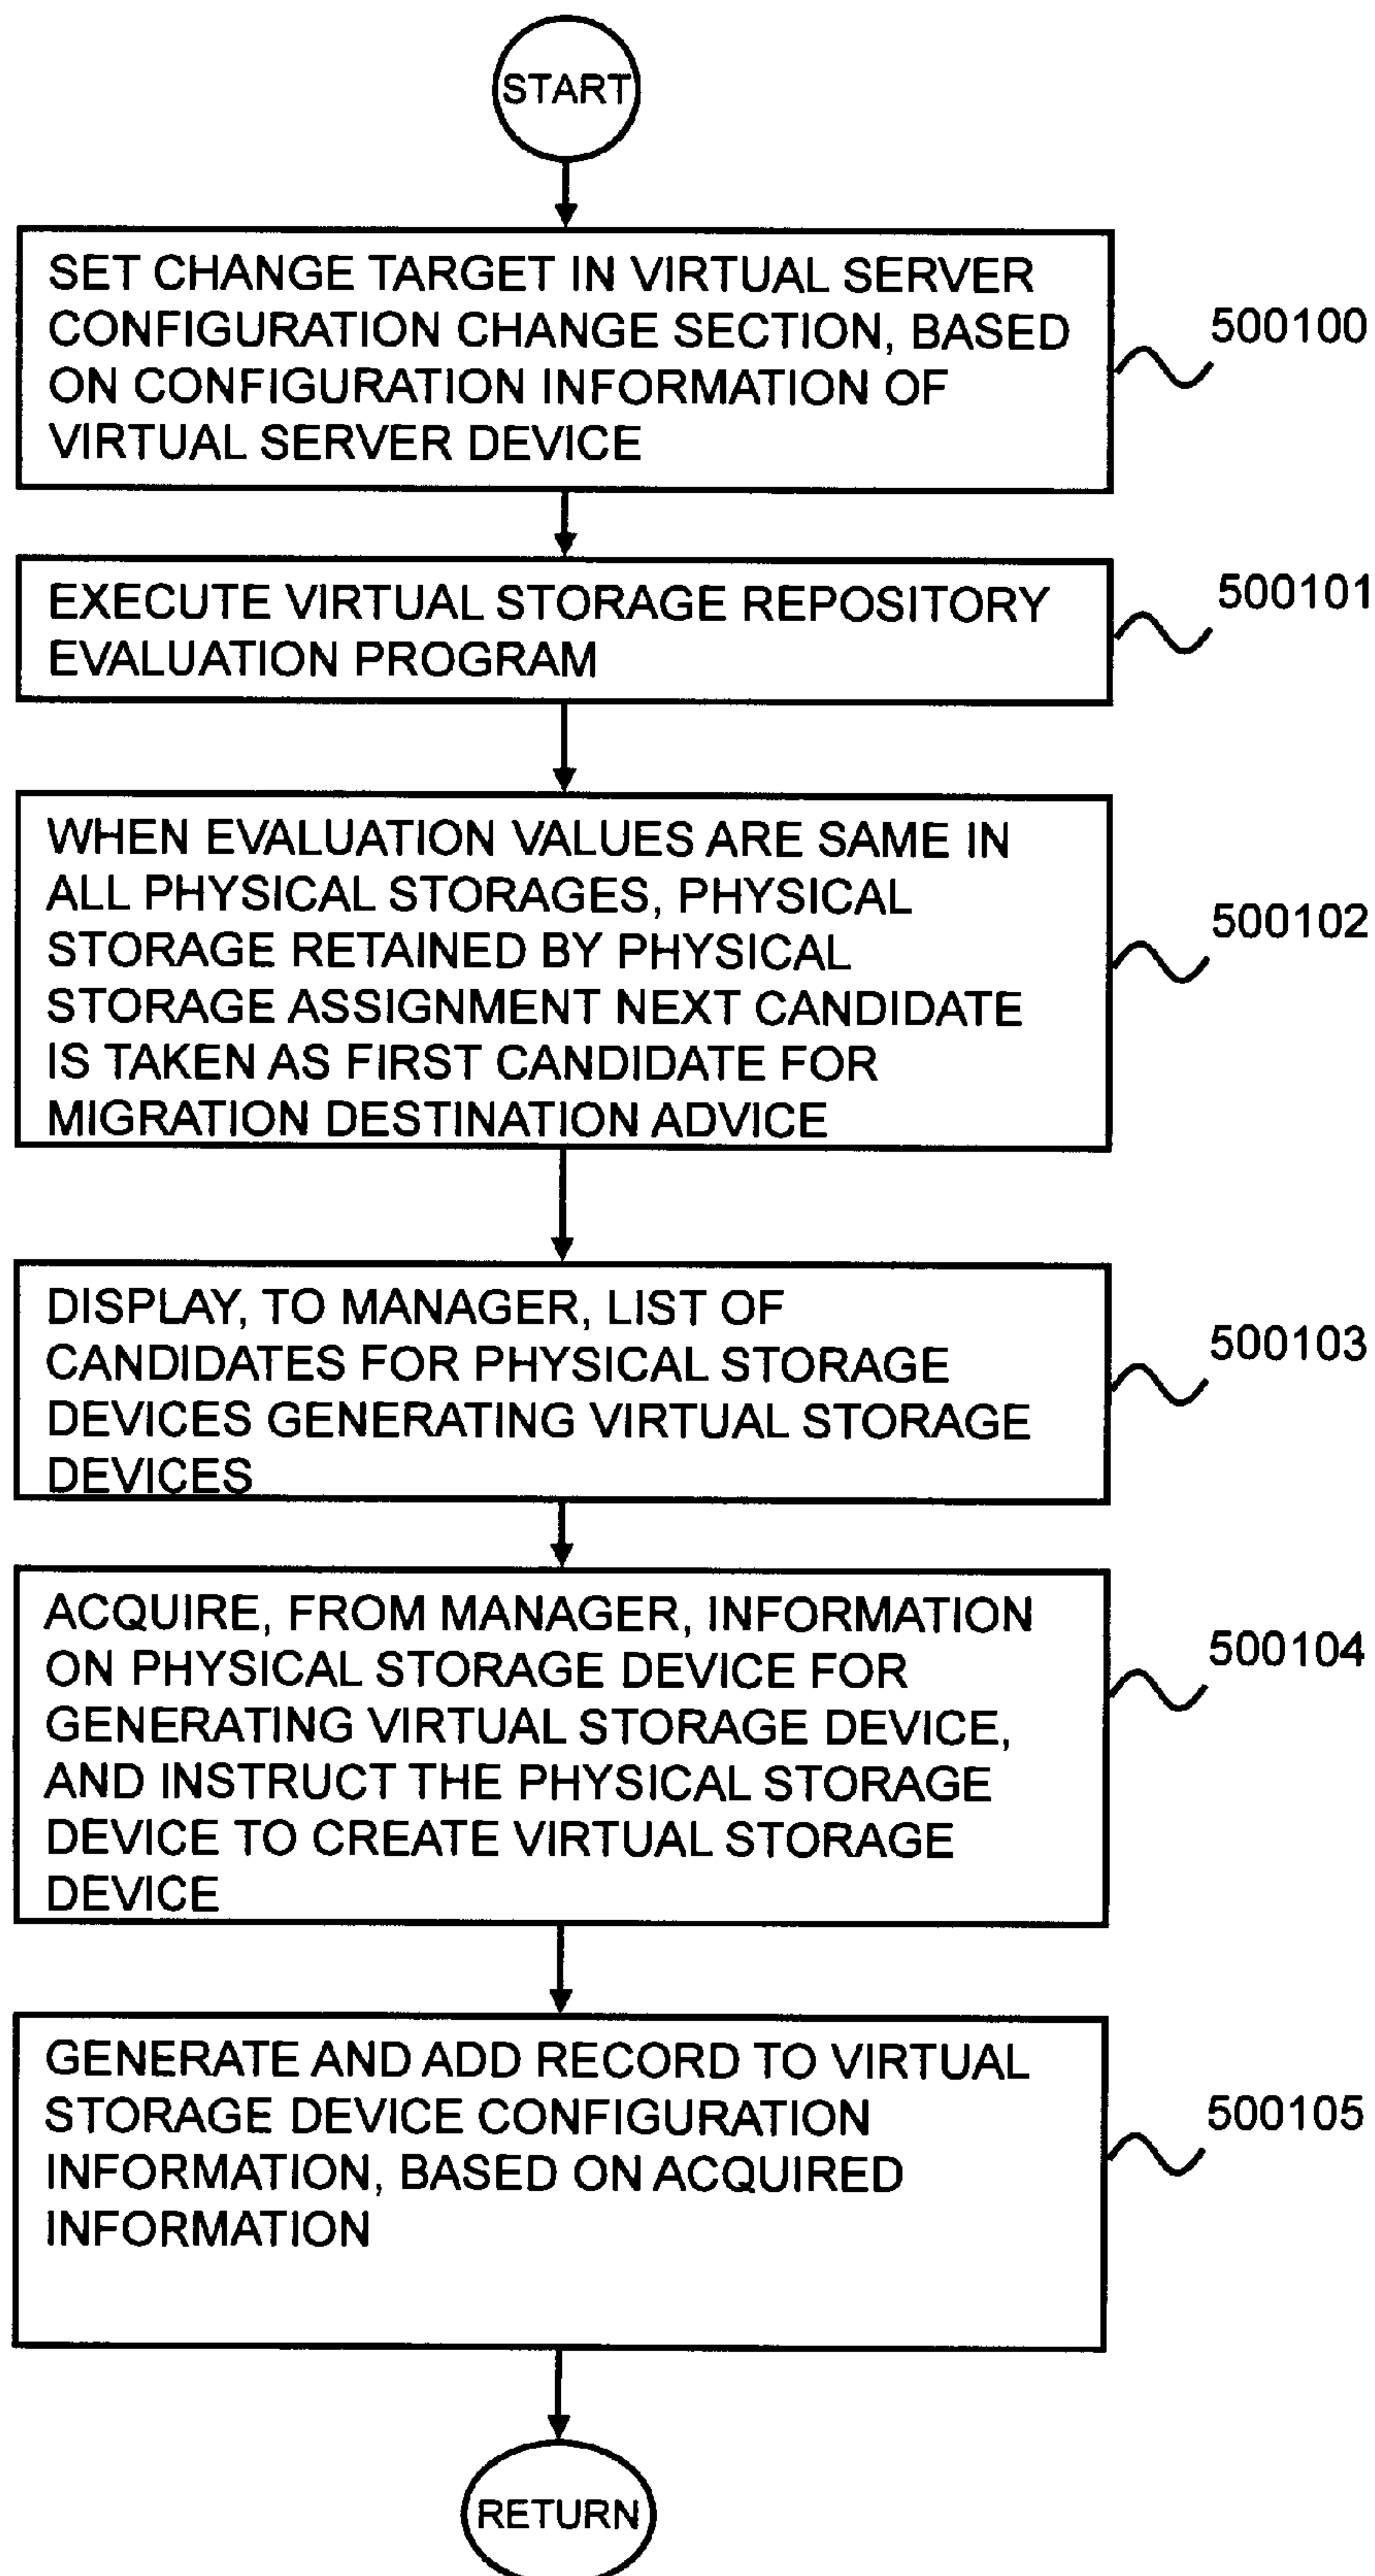 START
SET CHANGE TARGET IN VIRTUAL SERVER
CONFIGURATION CHANGE SECTION, BASED
ON CONFIGURATION INFORMATION OF
VIRTUAL SERVER DEVICE
500100
EXECUTE VIRTUAL STORAGE REPOSITORY
EVALUATION PROGRAM
500101
WHEN EVALUATION VALUES ARE SAME IN
ALL PHYSICAL STORAGES, PHYSICAL
STORAGE RETAINED BY PHYSICAL
STORAGE ASSIGNMENT NEXT CANDIDATE
IS TAKEN AS FIRST CANDIDATE FOR
MIGRATION DESTINATION ADVICE
500102
DISPLAY, TO MANAGER, LIST OF
CANDIDATES FOR PHYSICAL STORAGE
DEVICES GENERATING VIRTUAL STORAGE
DEVICES
500103
ACQUIRE, FROM MANAGER, INFORMATION
ON PHYSICAL STORAGE DEVICE FOR
GENERATING VIRTUAL STORAGE DEVICE,
AND INSTRUCT THE PHYSICAL STORAGE
DEVICE TO CREATE VIRTUAL STORAGE
DEVICE
500104
GENERATE AND ADD RECORD TO VIRTUAL
STORAGE DEVICE CONFIGURATION
INFORMATION, BASED ON ACQUIRED
INFORMATION
500105
RETURN